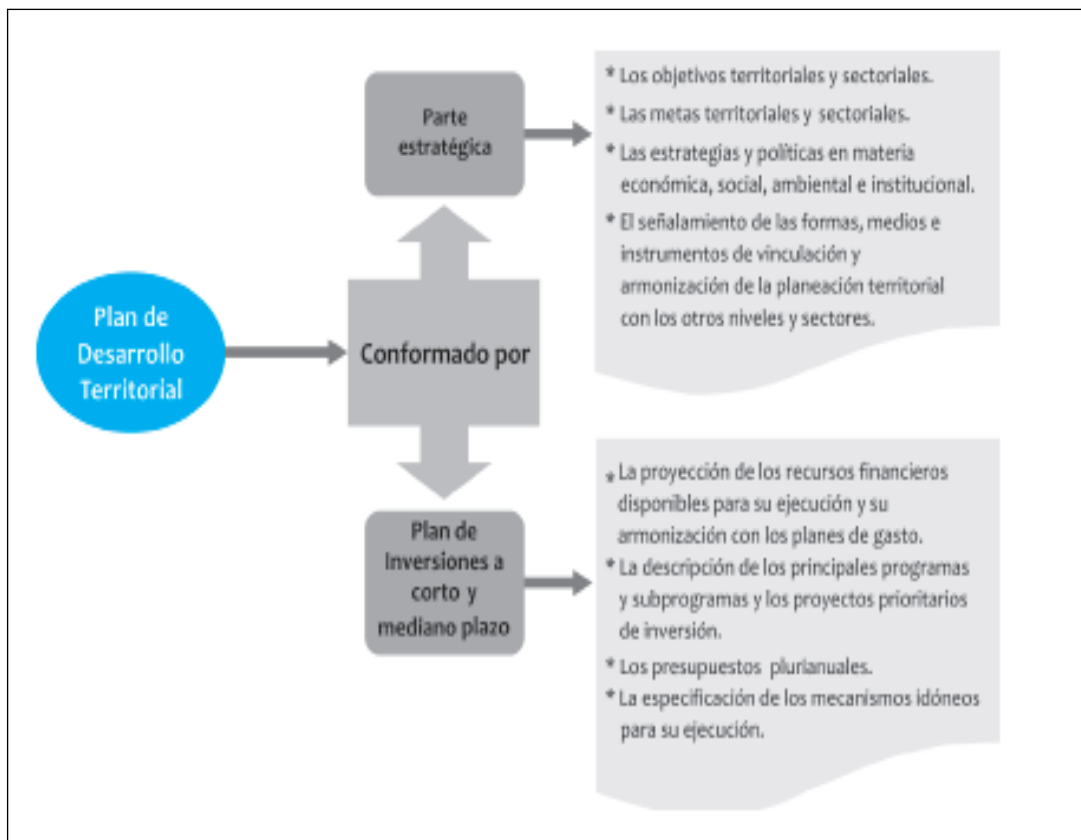 Plan de
Desarrollo
Territorial
Conformado por
Parte
estratégica
* Los objetivos territoriales y sectoriales.
* Las metas territoriales y sectoriales.
* Las estrategias y políticas en materia
económica, social, ambiental e institucional.
* El señalamiento de las formas, medios e
instrumentos de vinculación y
armonización de la planeación territorial
con los otros niveles y sectores.
Plan de
Inversiones a
corto y
mediano plazo
* La proyección de los recursos financieros
disponibles para su ejecución y su
armonización con los planes de gasto.
* La descripción de los principales programas
y subprogramas y los proyectos prioritarios
de inversión.
* Los presupuestos plurianuales.
* La especificación de los mecanismos idóneos
para su ejecución.